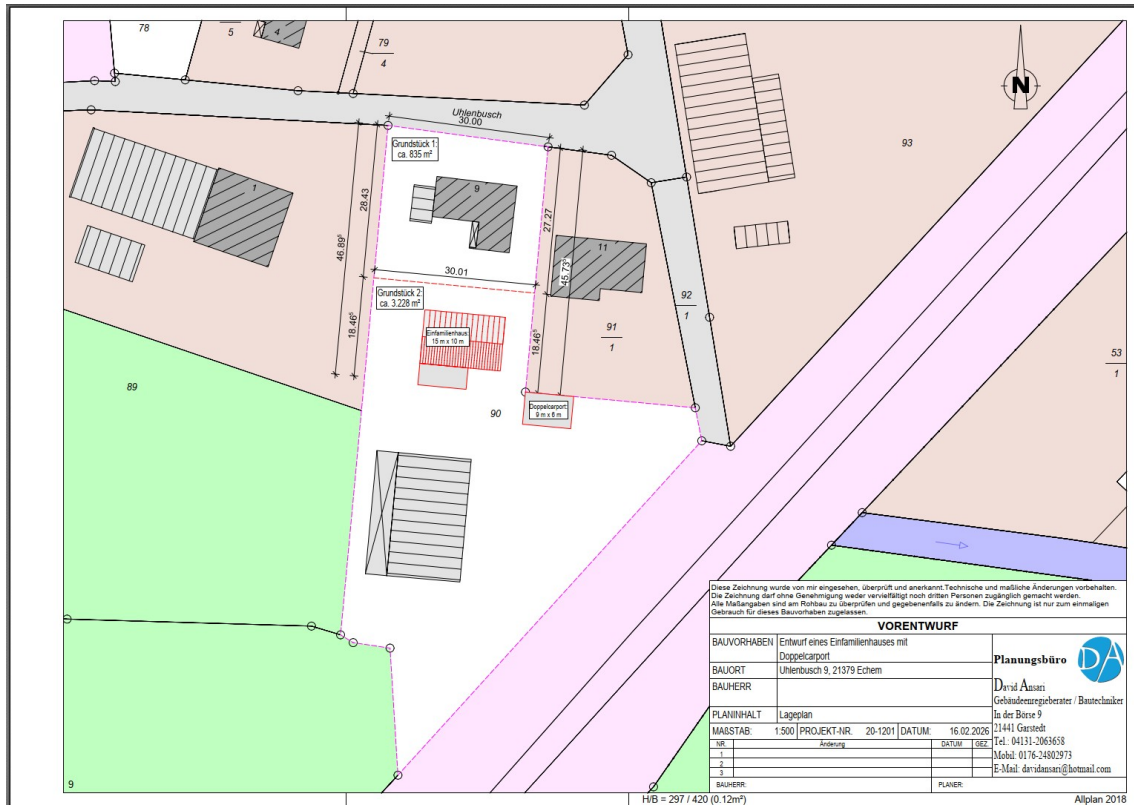 78
5
4
79
4
Uhlenbusch
30.00
N
Grundstück 1:
ca. 835 m²
93
1
9
28.43
27.27
11
46.89⁵
45.73⁵
30.01
Grundstück 2:
ca. 3.228 m²
92
1
91
1
18.46⁵
18.46⁵
Einfamilienhaus:
15 m x 10 m
53
1
89
90
Doppelcarport:
9 m x 6 m
Diese Zeichnung wurde von mir eingesehen, überprüft und anerkannt.Technische und maßliche Änderungen vorbehalten.
Die Zeichnung darf ohne Genehmigung weder vervielfältigt noch dritten Personen zugänglich gemacht werden.
Alle Maßangaben sind am Rohbau zu überprüfen und gegebenenfalls zu ändern. Die Zeichnung ist nur zum einmaligen
Gebrauch für dieses Bauvorhaben zugelassen.
VORENTWURF
BAUVORHABEN Entwurf eines Einfamilienhauses mit
Doppelcarport
BAUORT Uhlenbusch 9, 21379 Echem
BAUHERR
PLANINHALT Lageplan
MAßSTAB: 1:500 PROJEKT-NR. 20-1201 DATUM: 16.02.2026
NR. Änderung DATUM GEZ.
1
2
3
BAUHERR: PLANER:
Planungsbüro DA
David Ansari
Gebäudeenregieberater / Bautechniker
In der Börse 9
21441 Garstedt
Tel.: 04131-2063658
Mobil: 0176-24802973
E-Mail: davidansari@hotmail.com
9
H/B = 297 / 420 (0.12m²)
Allplan 2018